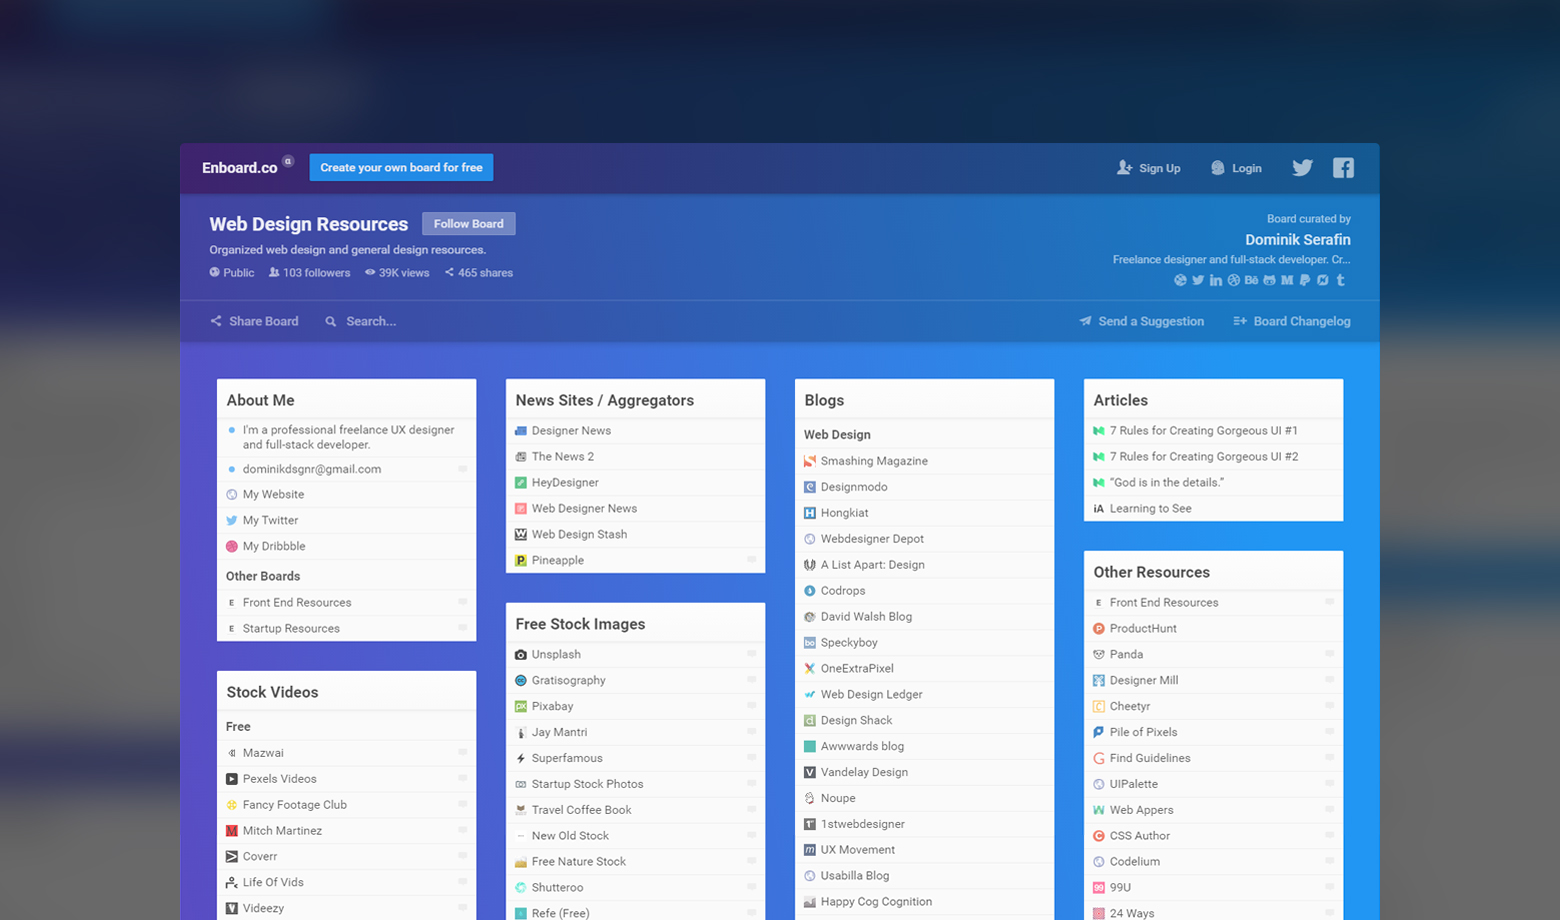 Enboard.co α
Create your own board for free
Sign Up
Login
Web Design Resources
Follow Board
Organized web design and general design resources.
Public 103 followers 39K views 465 shares
Board curated by
Dominik Serafin
Freelance designer and full-stack developer. Cr...
Share Board
Search...
Send a Suggestion
Board Changelog
About Me
I'm a professional freelance UX designer
and full-stack developer.
dominikdsgnr@gmail.com
My Website
My Twitter
My Dribbble
Other Boards
E Front End Resources
E Startup Resources
Stock Videos
Free
Mazwai
Pexels Videos
Fancy Footage Club
Mitch Martinez
Coverr
Life Of Vids
Videezy
News Sites / Aggregators
Designer News
The News 2
HeyDesigner
Web Designer News
Web Design Stash
Pineapple
Free Stock Images
Unsplash
Gratisography
Pixabay
Jay Mantri
Superfamous
Startup Stock Photos
Travel Coffee Book
New Old Stock
Free Nature Stock
Shutteroo
Refe (Free)
Blogs
Web Design
Smashing Magazine
Designmodo
Hongkiat
Webdesigner Depot
A List Apart: Design
Codrops
David Walsh Blog
Speckyboy
OneExtraPixel
Web Design Ledger
Design Shack
Awwwards blog
Vandelay Design
Noupe
1stwebdesigner
UX Movement
Usabilla Blog
Happy Cog Cognition
Articles
7 Rules for Creating Gorgeous UI #1
7 Rules for Creating Gorgeous UI #2
“God is in the details.”
iA Learning to See
Other Resources
E Front End Resources
ProductHunt
Panda
Designer Mill
Cheetyr
Pile of Pixels
Find Guidelines
UIPalette
Web Appers
CSS Author
Codelium
99 99U
24 Ways